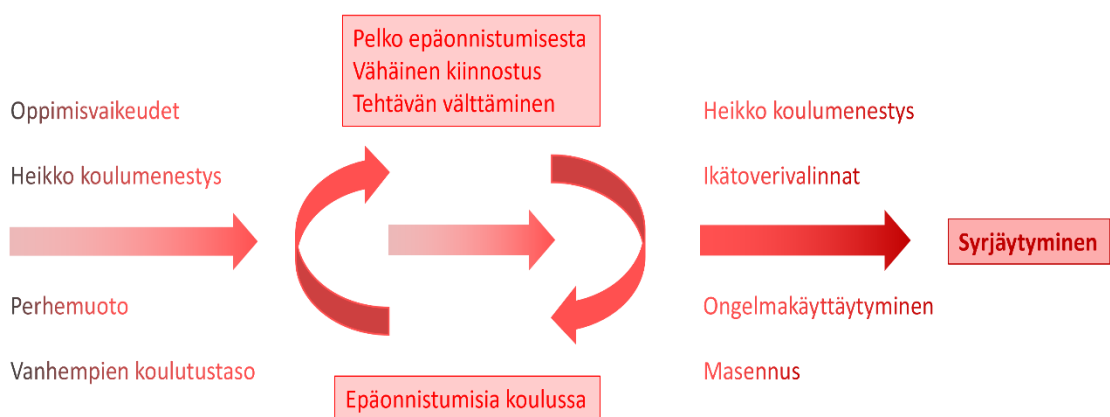 Oppimisvaikeudet
Heikko koulumenestys
Perhemuoto
Vanhempien koulutustaso
Pelko epäonnistumisesta
Vähäinen kiinnostus
Tehtävän välttäminen
Epäonnistumisia koulussa
Heikko koulumenestys
Ikätoverivalinnat
Ongelmakäyttäytyminen
Masennus
Syrjäytyminen